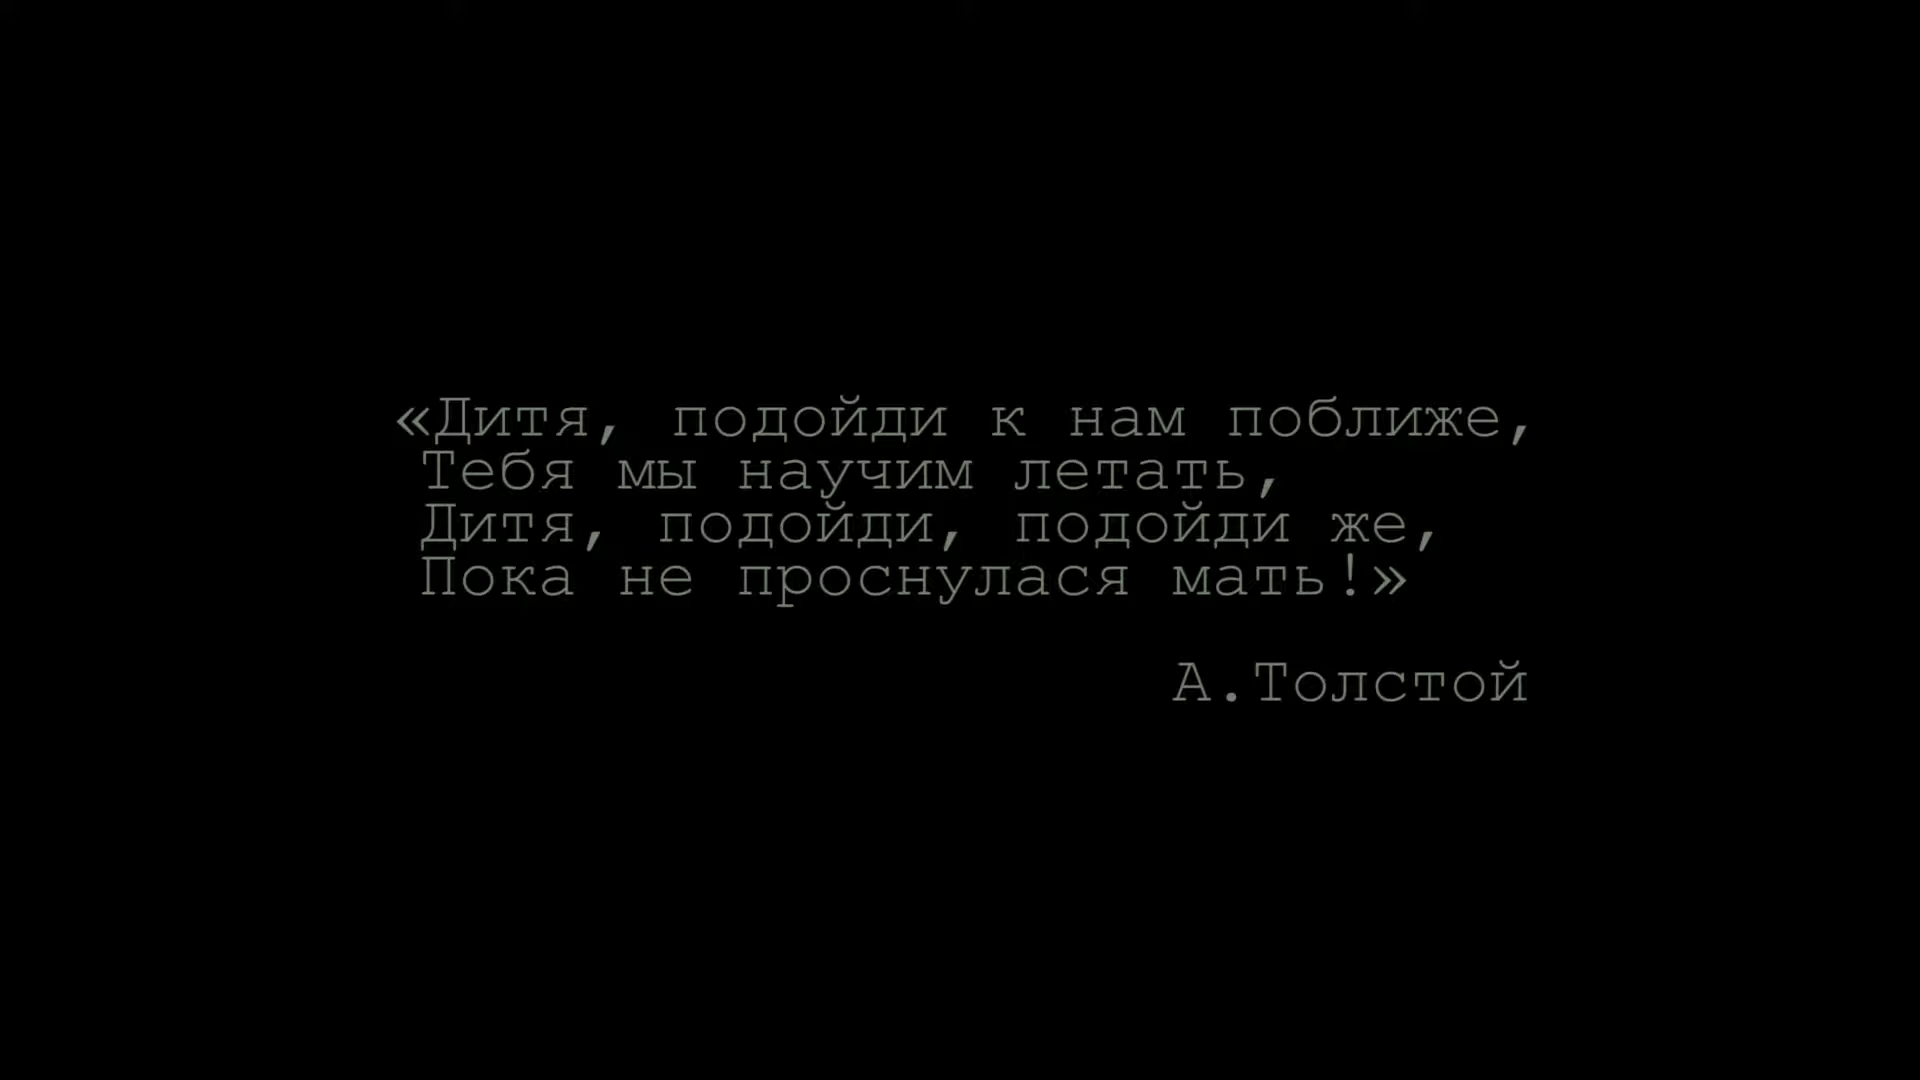 «Дитя, подойди к нам поближе,
Тебя мы научим летать,
Дитя, подойди, подойди же,
Пока не проснулася мать!»
А.Толстой